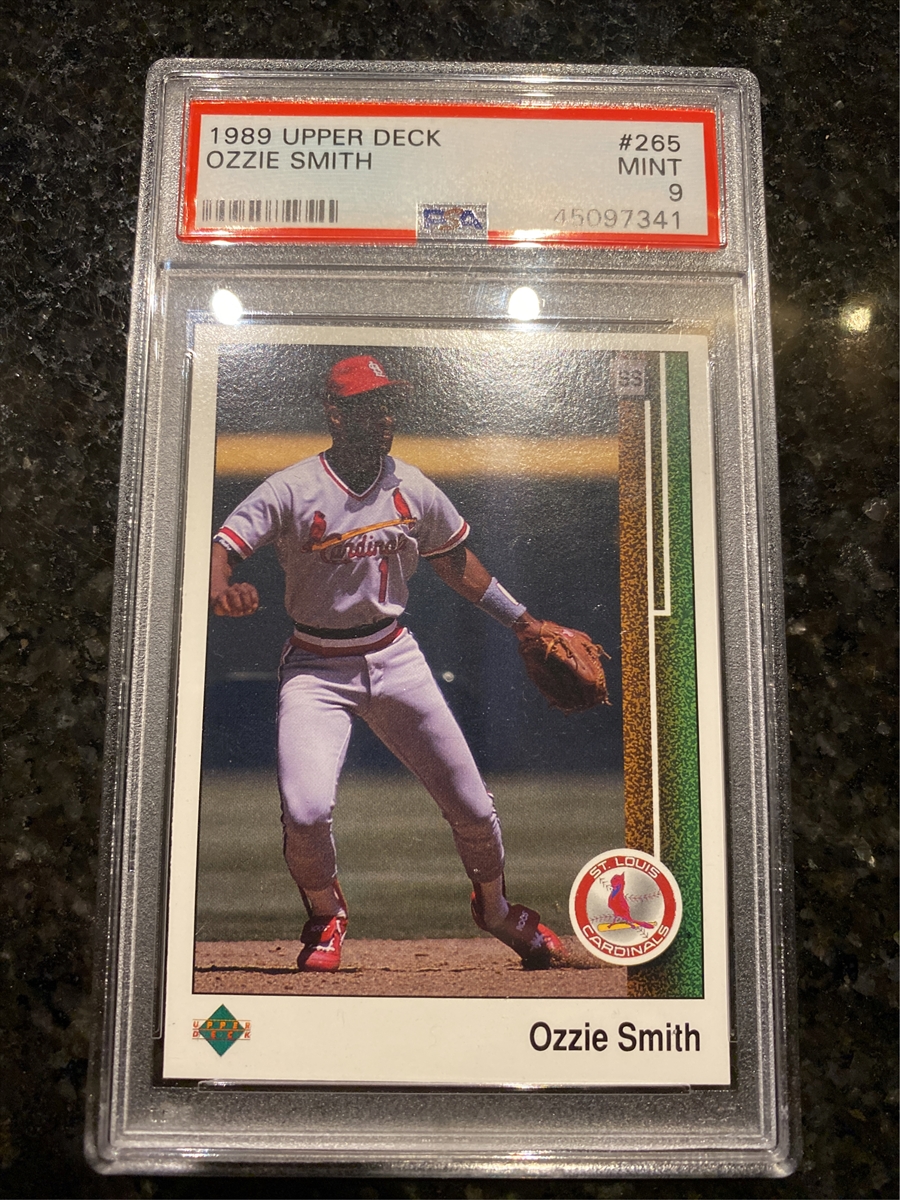 1989 UPPER DECK #265
OZZIE SMITH MINT
9
PSA 45097341
SS
Cardinals
1
ST. LOUIS
CARDINALS
UPPER
DECK
Ozzie Smith